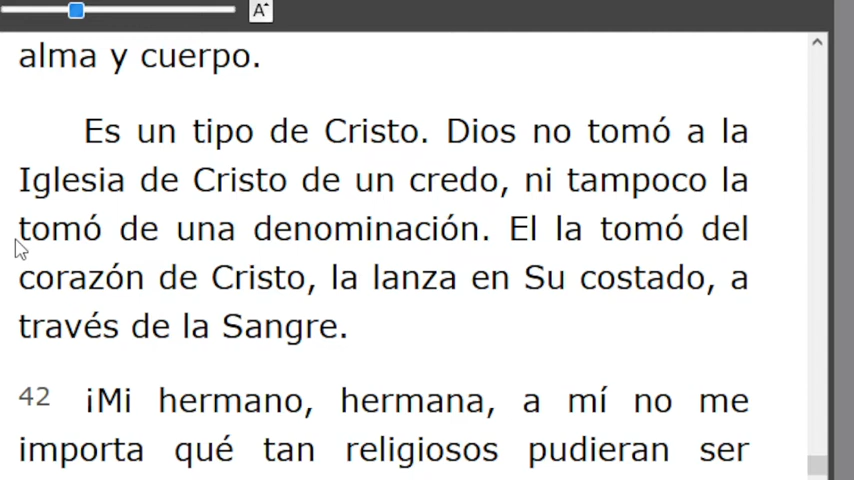 A
alma y cuerpo.
Es un tipo de Cristo. Dios no tomó a la
Iglesia de Cristo de un credo, ni tampoco la
tomó de una denominación. El la tomó del
corazón de Cristo, la lanza en Su costado, a
través de la Sangre.
42 ¡Mi hermano, hermana, a mí no me
importa qué tan religiosos pudieran ser